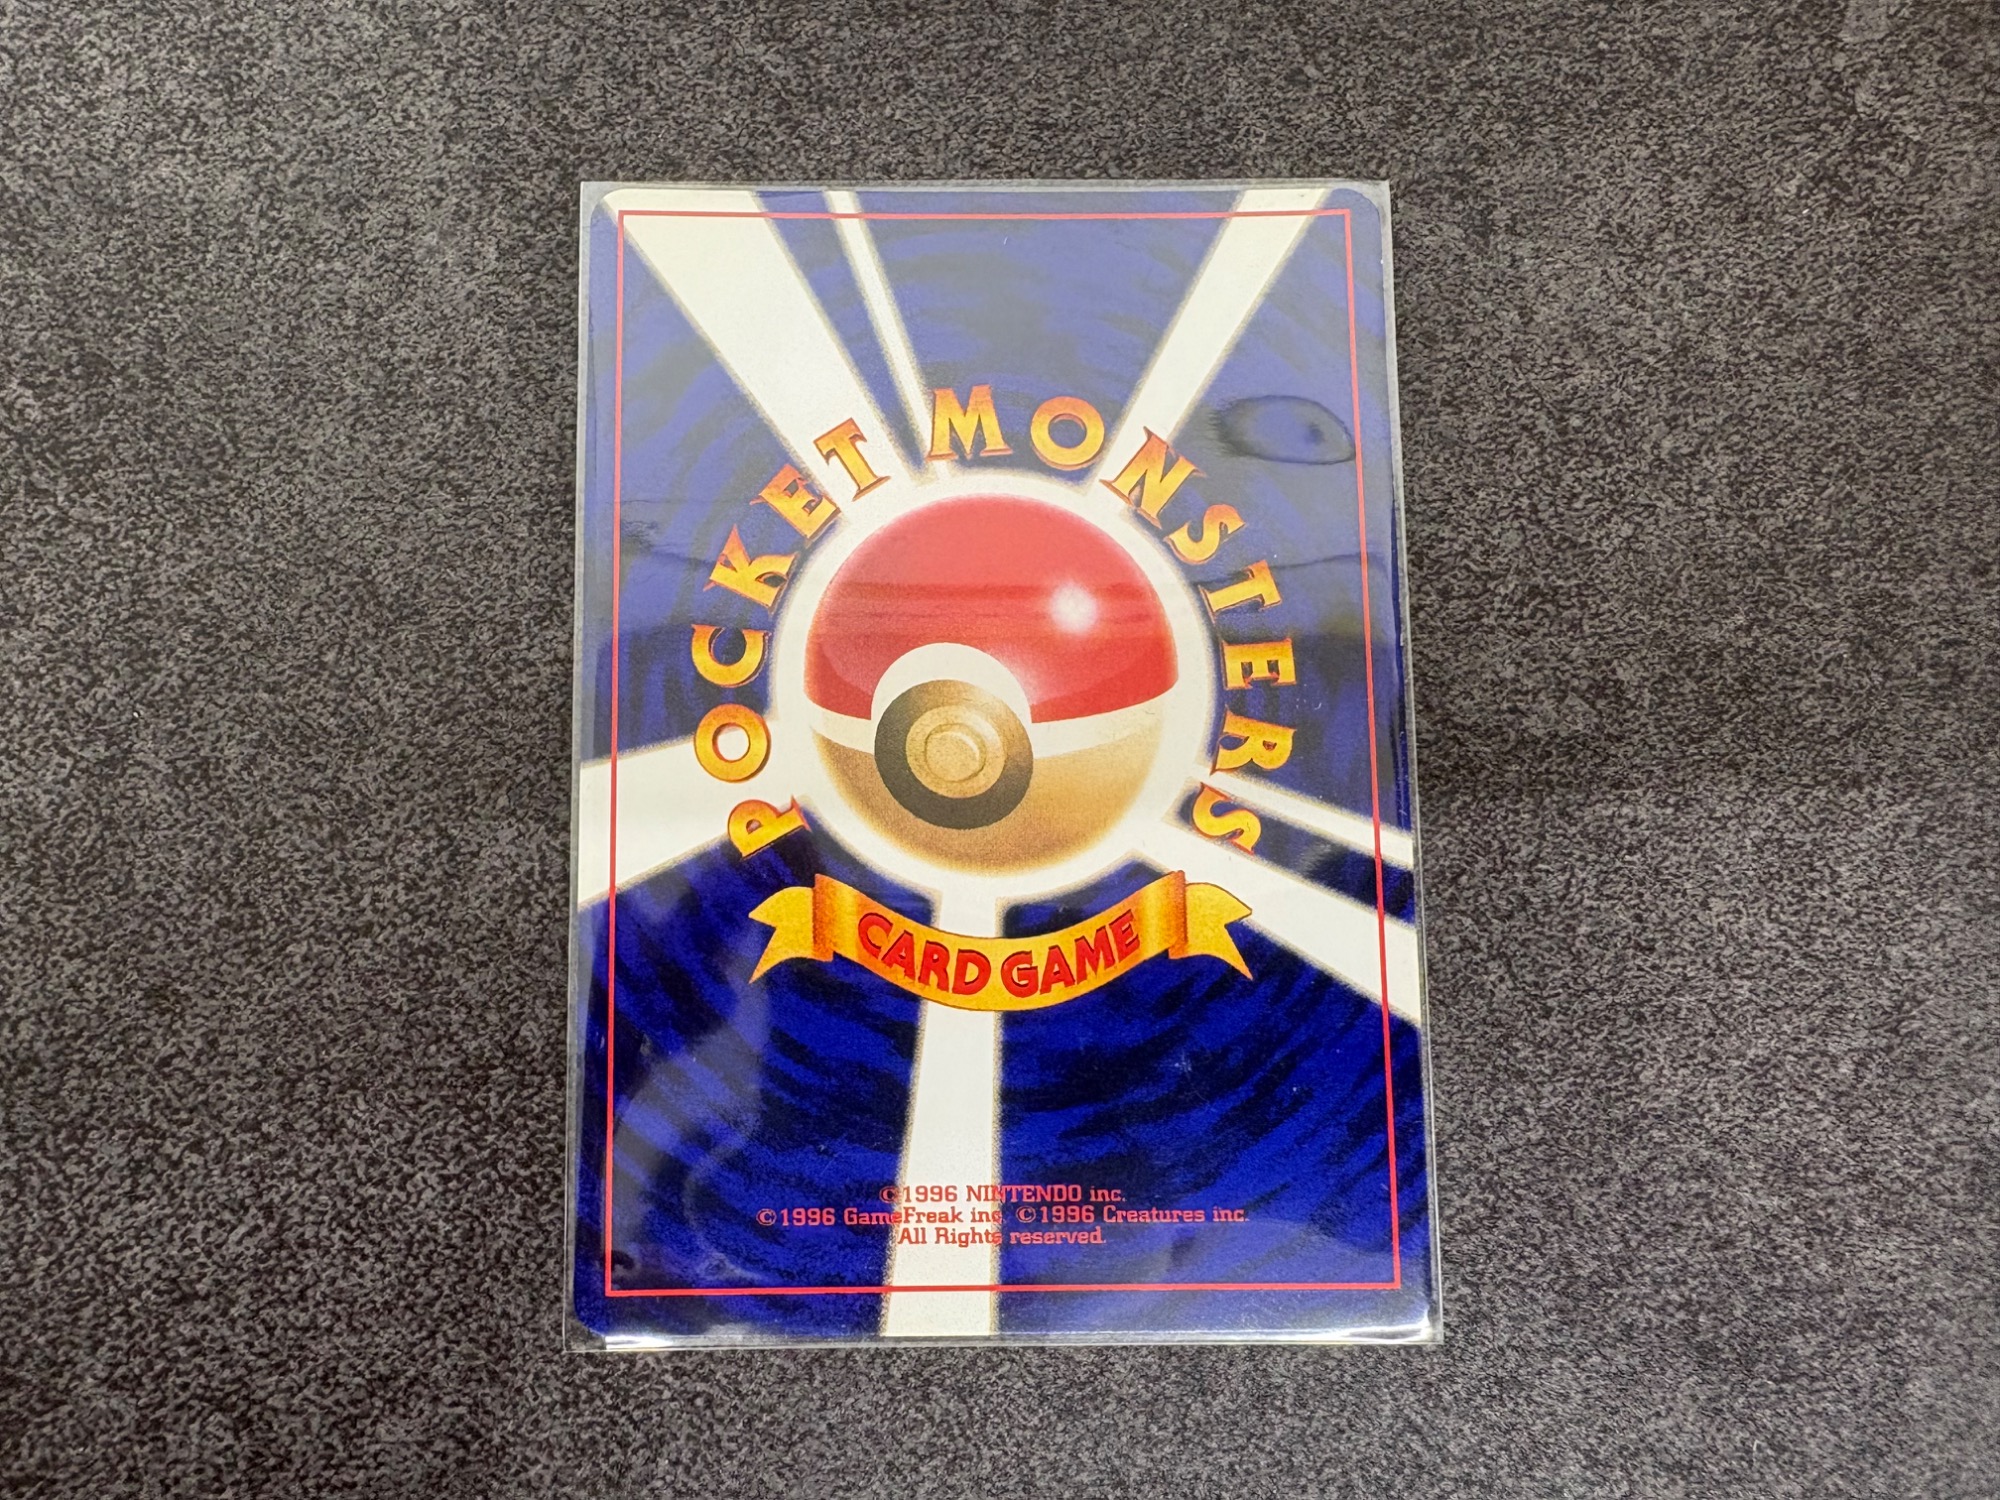 POCKET MONSTERS
CARD GAME
©1996 NINTENDO inc.
©1996 GameFreak inc. ©1996 Creatures inc.
All Rights reserved.